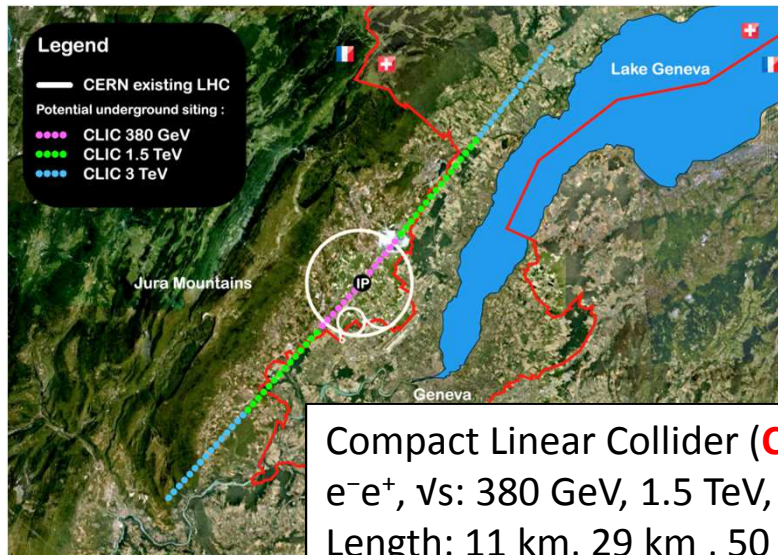 Legend
CERN existing LHC
Potential underground siting :
CLIC 380 GeV
CLIC 1.5 TeV
CLIC 3 TeV
Lake Geneva
Jura Mountains
IP
Geneva
Compact Linear Collider (
e⁻e⁺, √s: 380 GeV, 1.5 TeV,
Length: 11 km, 29 km , 50